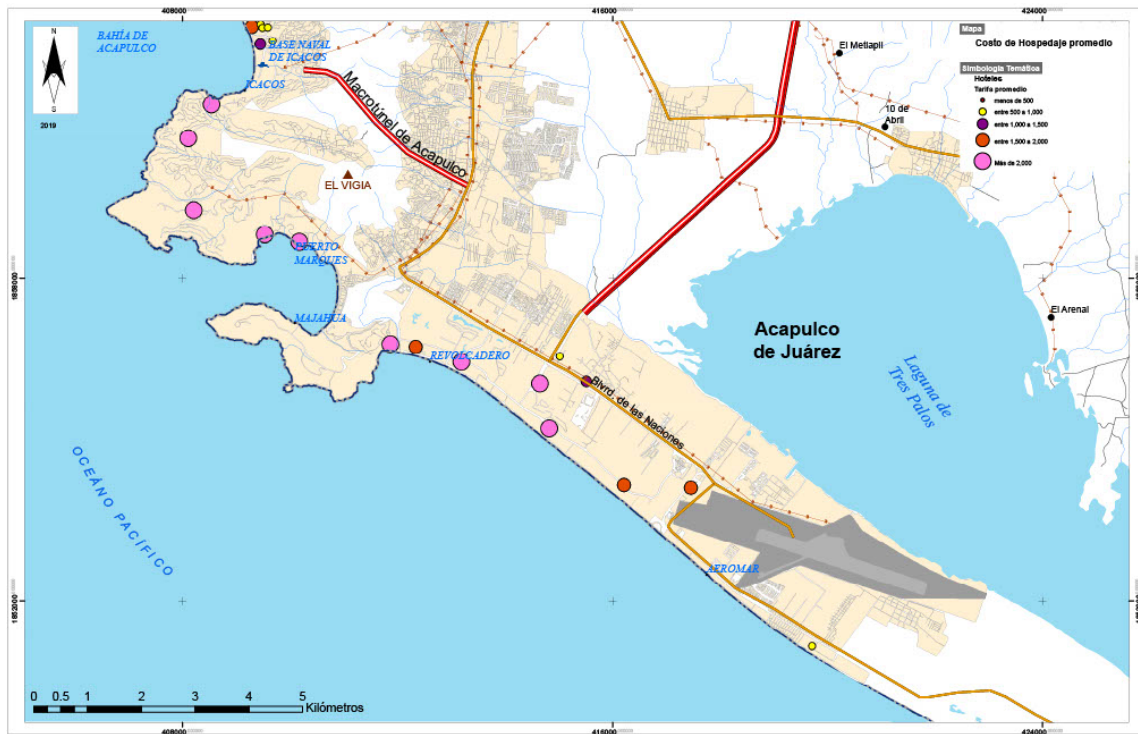 408000
416000
424000
BAHÍA DE
ACAPULCO
N
G
2019
BASE NAVAL
DE ICACOS
ICACOS
Macrotúnel de Acapulco
EL VIGIA
El Metlapil
10 de
Abril
Mapa
Costo de Hospedaje promedio
Simbología Temática
Hoteles
Tarifa promedio
menos de 500
entre 500 a 1,000
entre 1,000 a 1,500
entre 1,500 a 2,000
Más de 2,000
PUERTO
MARQUES
MAJAHUA
REVOLCADERO
Acapulco
de Juárez
El Arenal
Laguna de
Tres Palos
Blvrd. de las Naciones
OCEÁNO PACÍFICO
AEROMAR
0 0.5 1 2 3 4 5
Kilómetros
408000
416000
424000